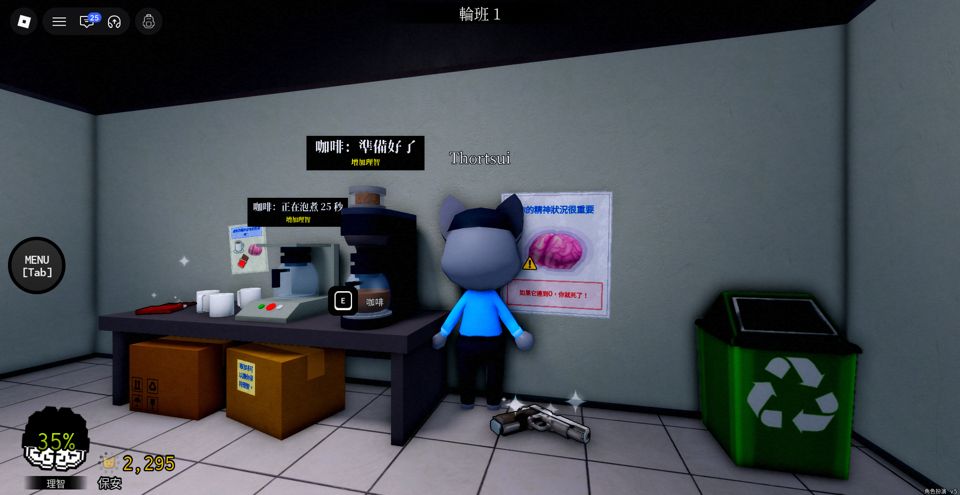 25
輪班 1
咖啡: 準備好了
增加理智
Thortsui
咖啡: 正在泡煮 25 秒
增加理智
的精神狀況很重要
如果它達到0，你就死了！
MENU
[Tab]
E
咖啡
35%
理智
2,295
保安